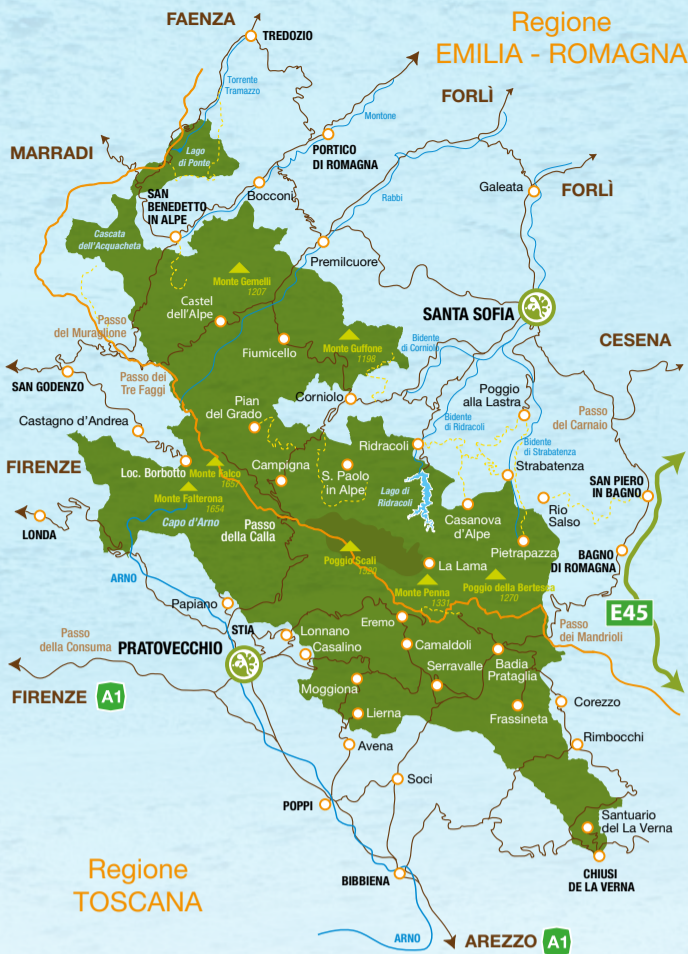 FAENZA
TREDOZIO
Regione
EMILIA - ROMAGNA
Torrente
Tramazzo
FORLÌ
Montone
MARRADI
Lago
di Ponte
PORTICO
DI ROMAGNA
SAN
BENEDETTO
IN ALPE
Bocconi
Rabbi
Galeata
FORLÌ
Cascata
dell'Acquacheta
Premilcuore
Monte Gemelli
1207
Castel
dell'Alpe
SANTA SOFIA
Passo
del Muraglione
Fiumicello
Monte Guffone
1198
Bidente
di Corniolo
CESENA
SAN GODENZO
Passo dei
Tre Faggi
Corniolo
Poggio
alla Lastra
Pian
del Grado
Bidente
di Ridracoli
Passo
del Carnaio
Castagno d'Andrea
Ridracoli
Bidente
di Strabatenza
FIRENZE
Loc. Borbotto
Monte Falco
1657
Campigna
S. Paolo
in Alpe
Strabatenza
SAN PIERO
IN BAGNO
Monte Falterona
1654
Lago di
Ridracoli
Rio
Salso
Capo d'Arno
Passo
della Calla
Casanova
d'Alpe
LONDA
Pietrapazza
BAGNO
DI ROMAGNA
Poggio Scali
1520
La Lama
ARNO
Monte Penna
1331
Poggio della Bertesca
1270
Papiano
E45
Eremo
Passo
dei Mandrioli
STIA
Lonnano
Passo
della Consuma
PRATOVECCHIO
Casalino
Camaldoli
Serravalle
Badia
Prataglia
FIRENZE A1
Moggiona
Lierna
Frassineta
Corezzo
Avena
Rimbocchi
Soci
POPPI
Santuario
del La Verna
Regione
TOSCANA
BIBBIENA
CHIUSI
DE LA VERNA
ARNO
AREZZO A1